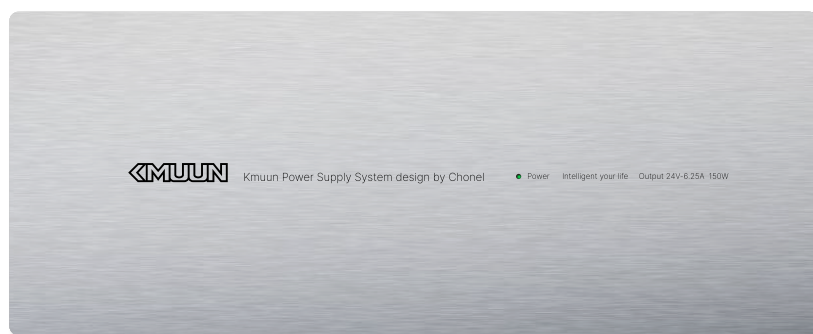 KMUUN Kmuun Power Supply System design by Chonel Power Intelligent your life Output 24V-6.25A 150W